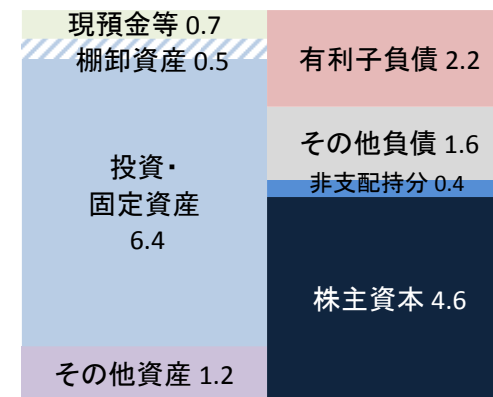 現預金等 0.7
棚卸資産 0.5
投資・
固定資産
6.4
その他資産 1.2
有利子負債 2.2
その他負債 1.6
非支配持分 0.4
株主資本 4.6